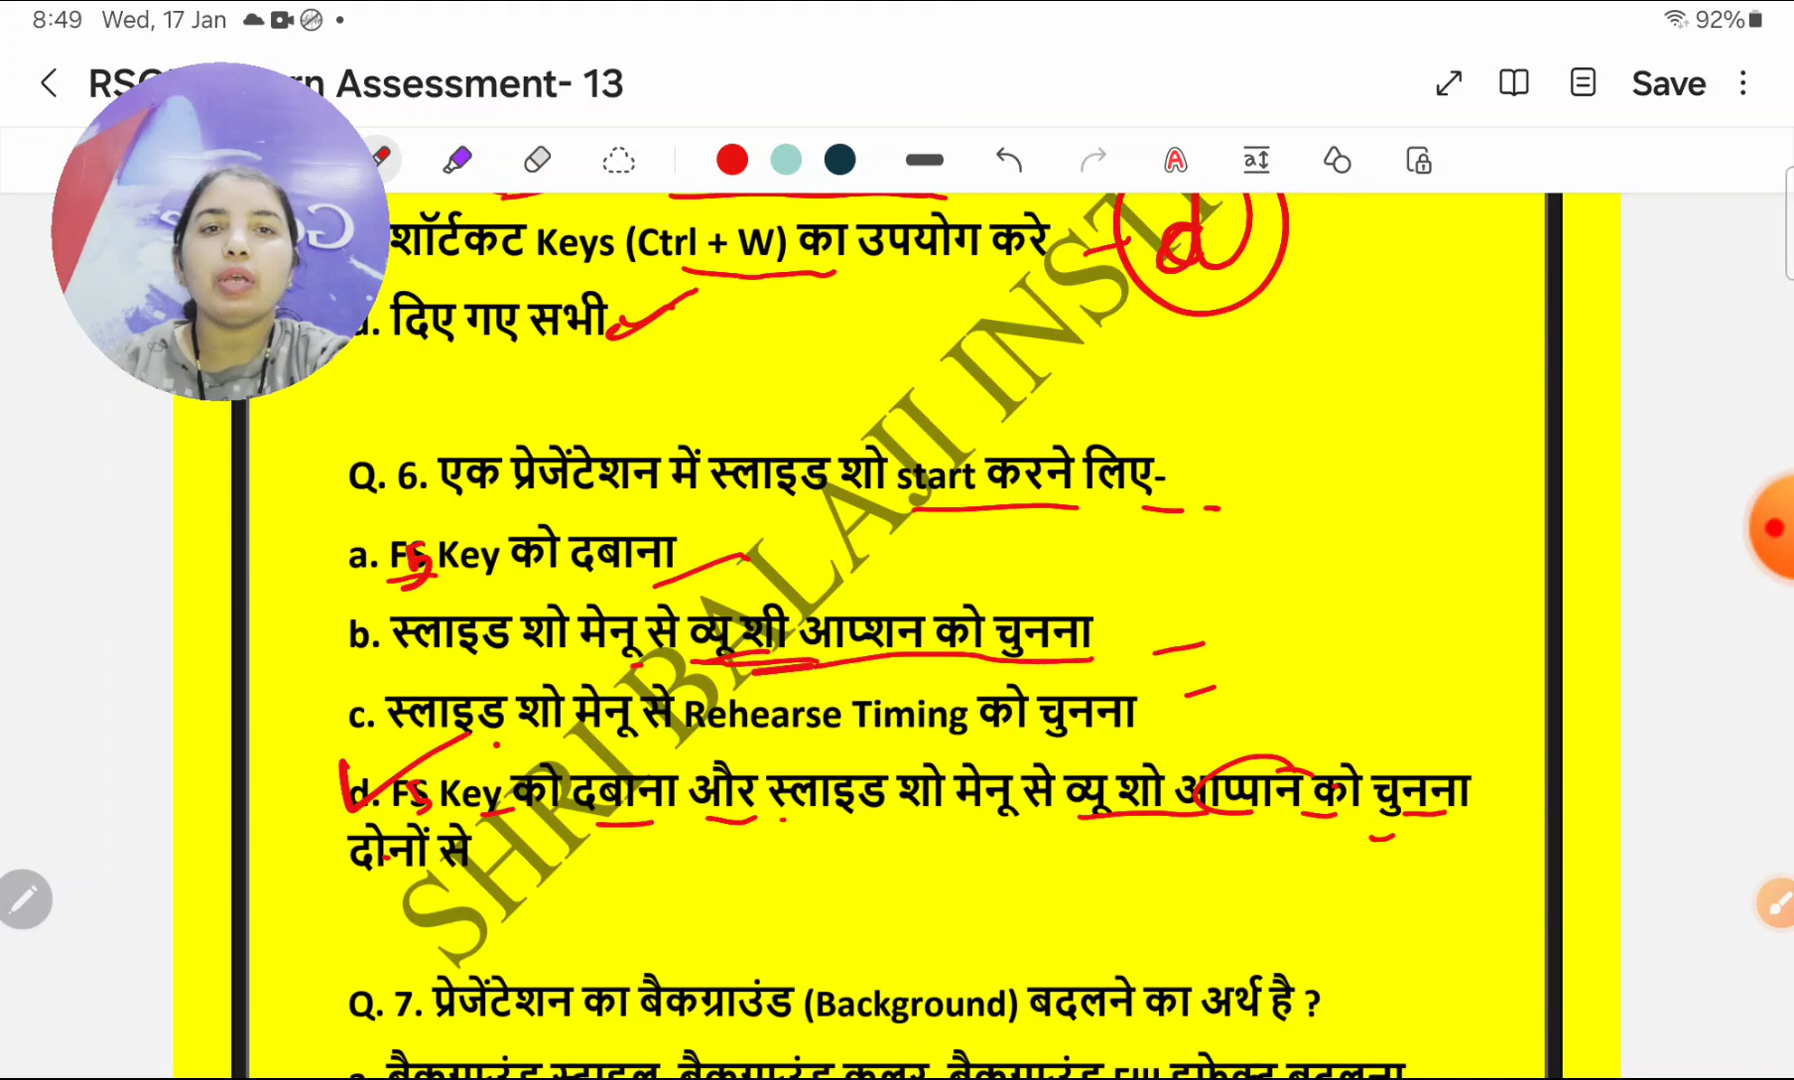 8:49 Wed, 17 Jan 92%
Assessment- 13 Save
शॉर्टकट Keys (Ctrl + W) का उपयोग करे - d
d. दिए गए सभी
Q. 6. एक प्रेजेंटेशन में स्लाइड शो start करने लिए-
a. F5 Key को दबाना
b. स्लाइड शो मेनू से व्यू शी आप्शन को चुनना
c. स्लाइड शो मेनू से Rehearse Timing को चुनना
d. F5 Key को दबाना और स्लाइड शो मेनू से व्यू शो आप्पान को चुनना
दोनों से
Q. 7. प्रेजेंटेशन का बैकग्राउंड (Background) बदलने का अर्थ है ?
SHRI BALAJI INST